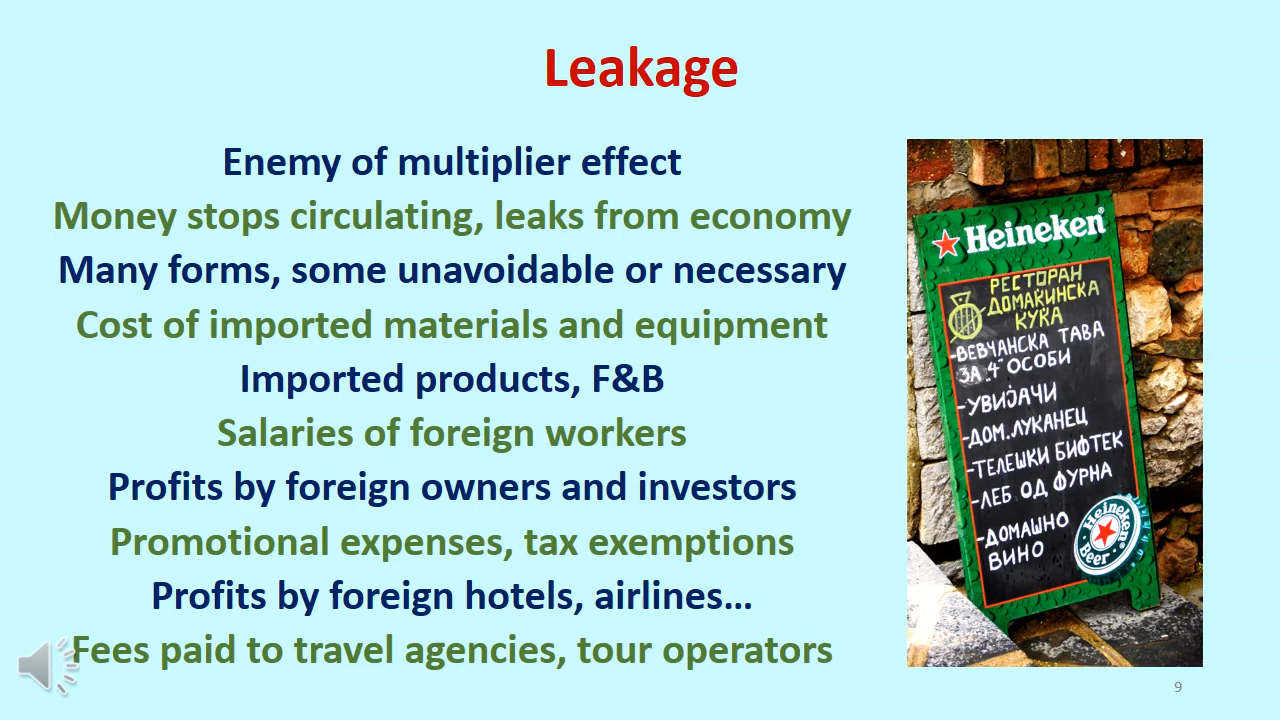 Leakage
Enemy of multiplier effect
Money stops circulating, leaks from economy
Many forms, some unavoidable or necessary
Cost of imported materials and equipment
Imported products, F&B
Salaries of foreign workers
Profits by foreign owners and investors
Promotional expenses, tax exemptions
Profits by foreign hotels, airlines...
Fees paid to travel agencies, tour operators
Heineken®
РЕСТОРАН
ДОМАЌИНСКА
КУЌА
-ВЕВЧАНСКА ТАВА
ЗА „4" ОСОБИ
-УВИЈАЧИ
-ДОМ.ЛУКАНЕЦ
-ТЕЛЕШКИ БИФТЕК
-ЛЕБ ОД ФУРНА
-ДОМАШНО
ВИНО
Heineken
Beer
9